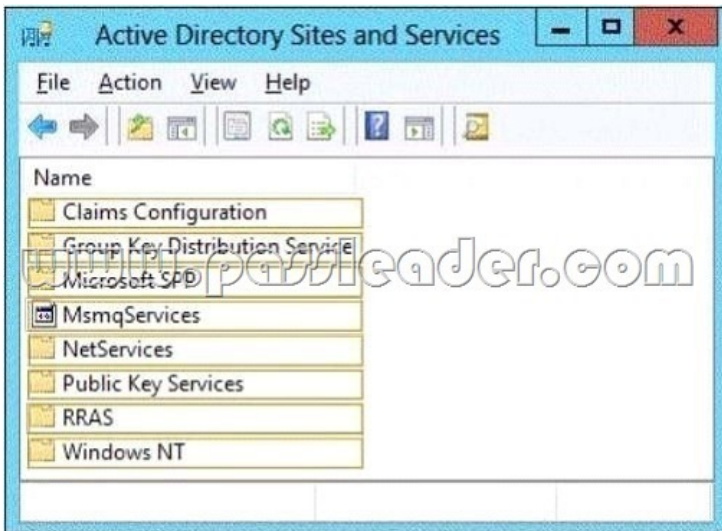 Active Directory Sites and Services
File Action View Help
Name
Claims Configuration
Group Key Distribution Service
www.passleader.com
Microsoft SPP
MsmqServices
NetServices
Public Key Services
RRAS
Windows NT